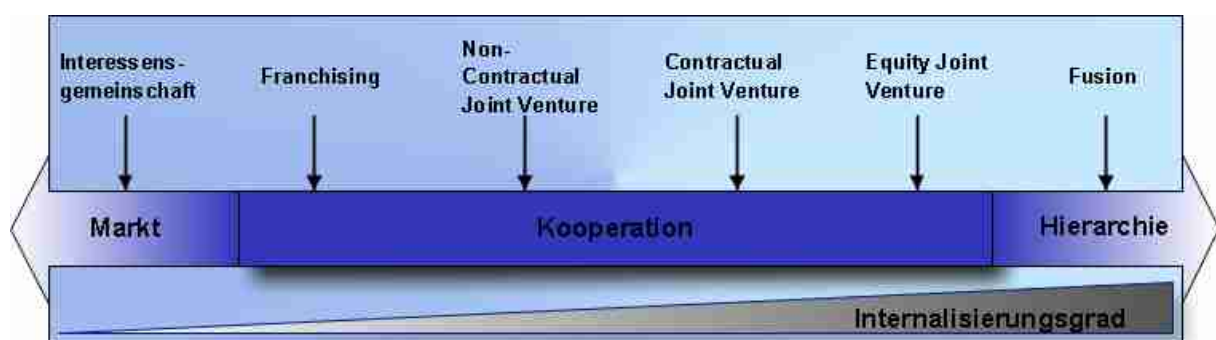 Interessens-
gemeinschaft
Franchising
Non-
Contractual
Joint Venture
Contractual
Joint Venture
Equity Joint
Venture
Fusion
Markt
Kooperation
Hierarchie
Internalisierungsgrad